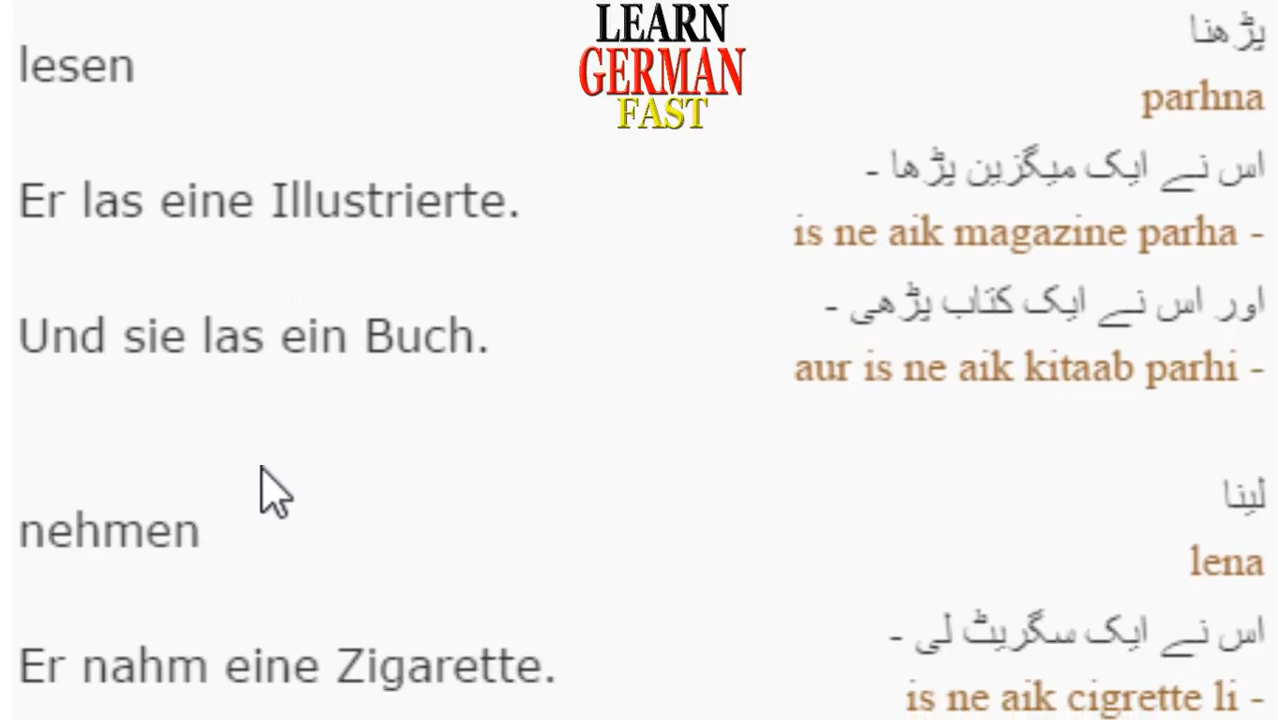 LEARN
GERMAN
FAST
lesen
پڑھنا
parhna
Er las eine Illustrierte.
اس نے ایک میگزین پڑھا -
is ne aik magazine parha -
Und sie las ein Buch.
اور اس نے ایک کتاب پڑھی -
aur is ne aik kitaab parhi -
nehmen
لینا
lena
Er nahm eine Zigarette.
اس نے ایک سگریٹ لی -
is ne aik cigrette li -